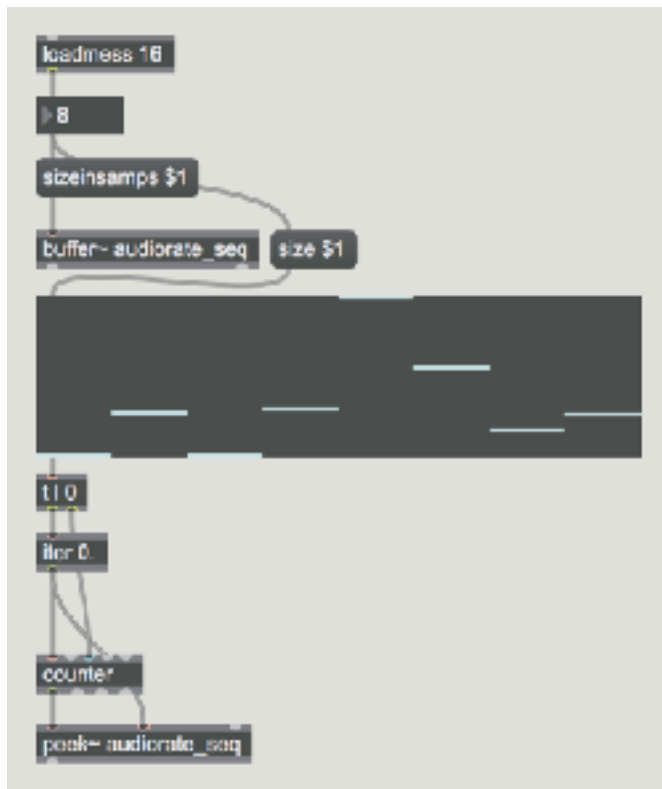 loadmess 16
8
sizeinsamps $1
buffer~ audiorate_seq
size $1
t l 0
iter 0.
counter
peek~ audiorate_seq